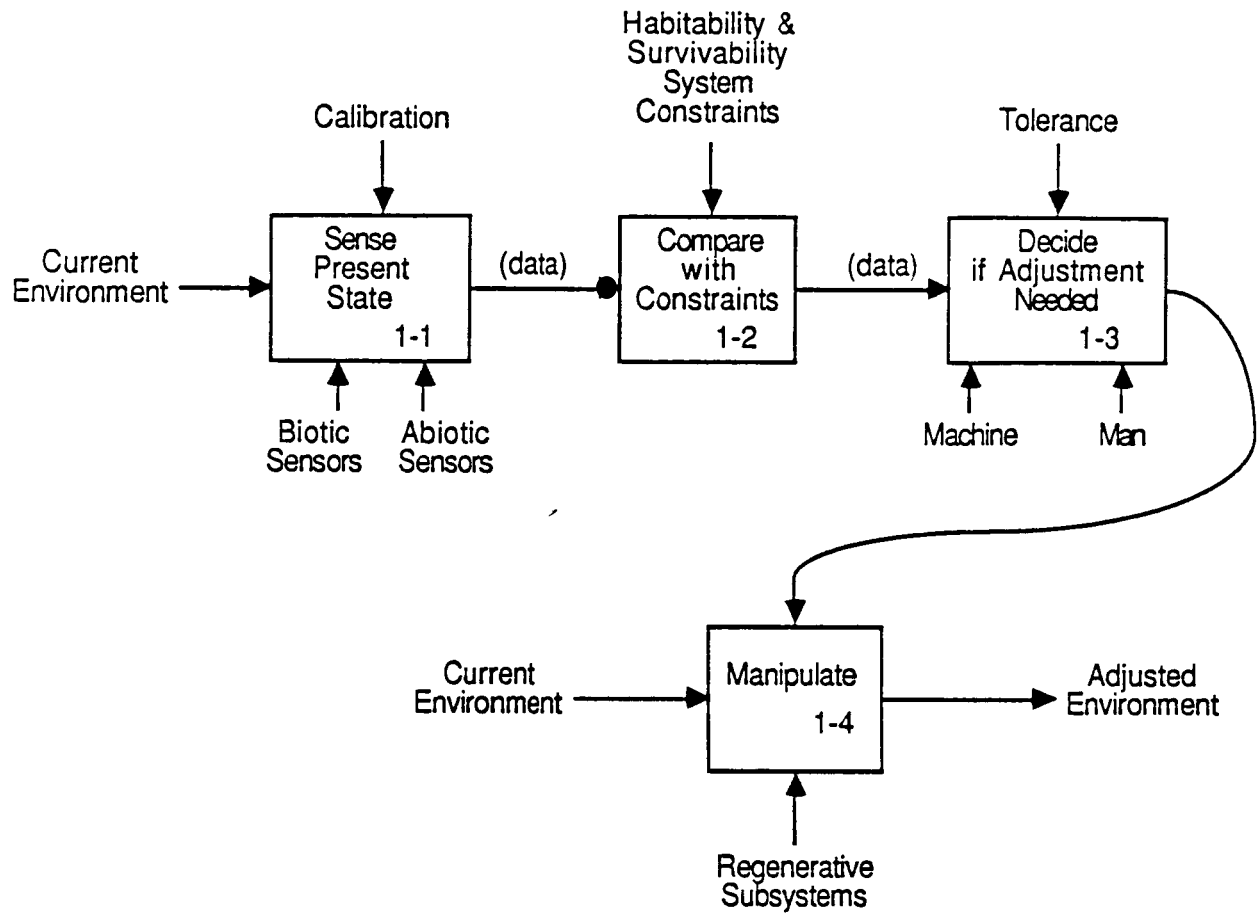 Habitability &
Survivability
System
Constraints
Calibration
Tolerance
Current
Environment
Sense
Present
State
1-1
(data)
Compare
with
Constraints
1-2
(data)
Decide
if Adjustment
Needed
1-3
Biotic
Sensors
Abiotic
Sensors
Machine
Man
Current
Environment
Manipulate
1-4
Adjusted
Environment
Regenerative
Subsystems